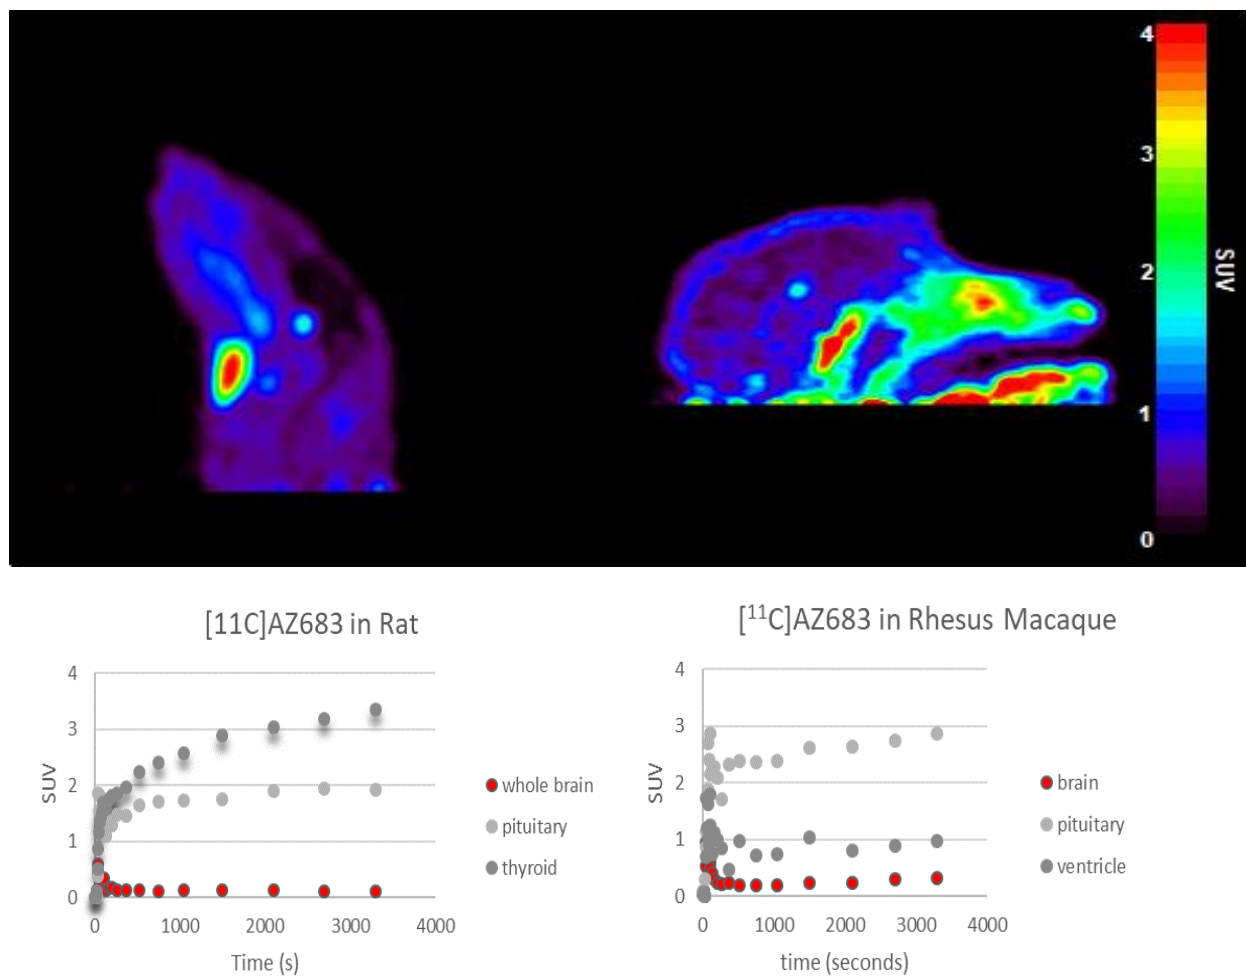 4
3
2
1
0
SUV
[11C]AZ683 in Rat
4
3
2
1
0
SUV
0 1000 2000 3000 4000
Time (s)
whole brain
pituitary
thyroid
[¹¹C]AZ683 in Rhesus Macaque
4
3
2
1
0
SUV
0 1000 2000 3000 4000
time (seconds)
brain
pituitary
ventricle